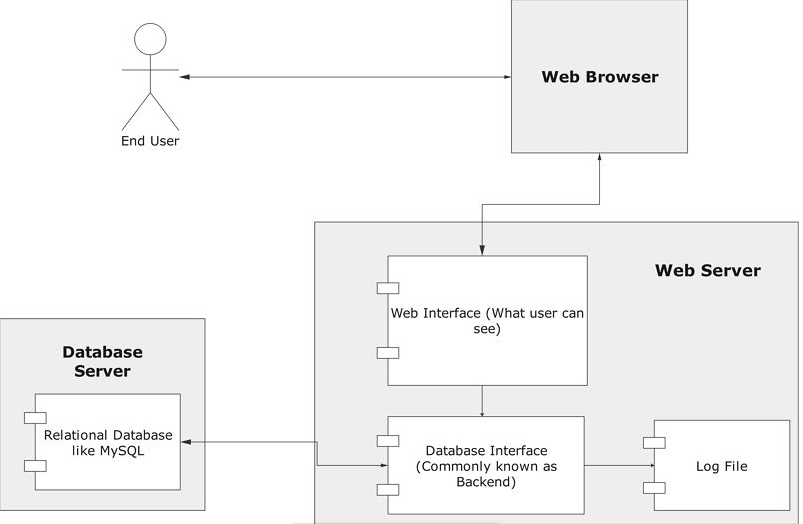 End User
Web Browser
Web Server
Web Interface (What user can
see)
Database
Server
Relational Database
like MySQL
Database Interface
(Commonly known as
Backend)
Log File